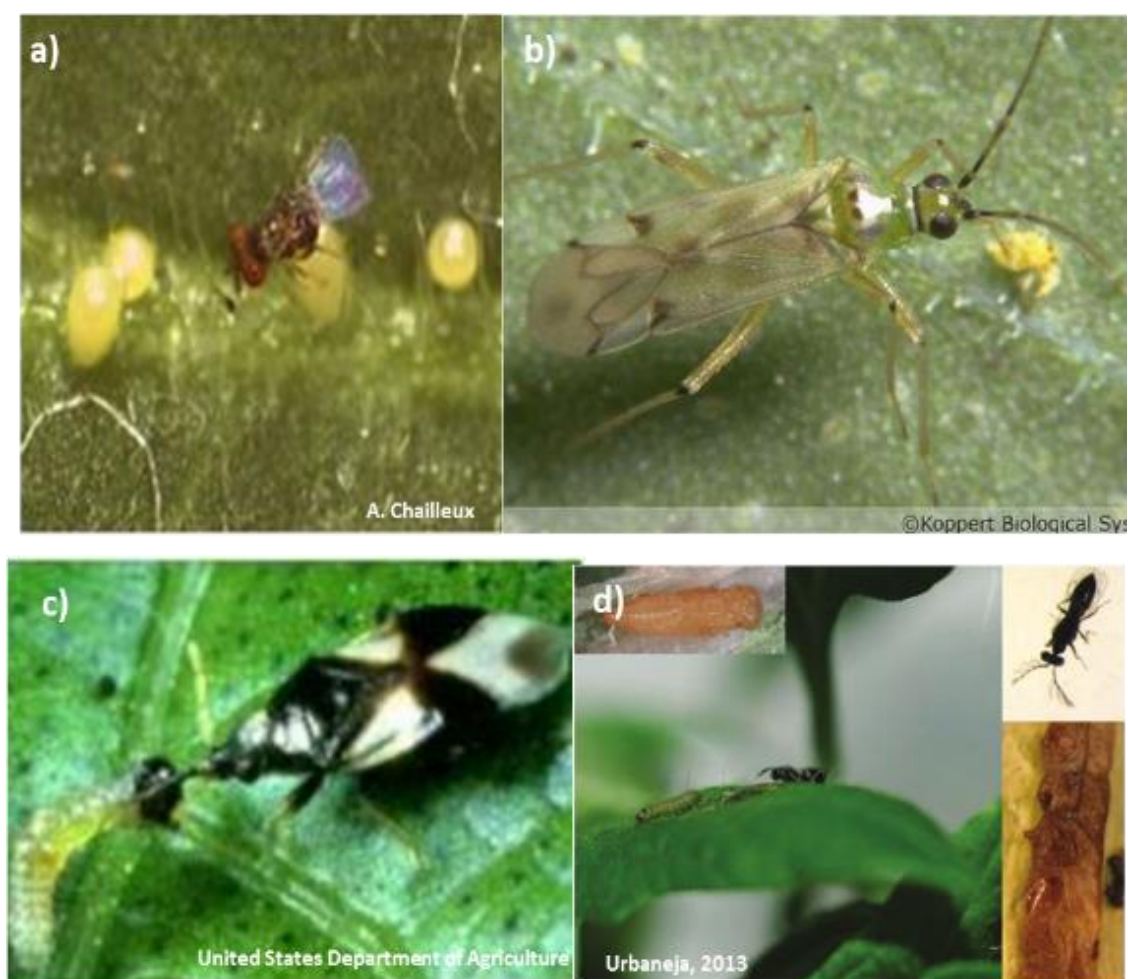 a)
b)
A. Chailleux
©Koppert Biological Sys
c)
d)
United States Department of Agriculture
Urbaneja, 2013